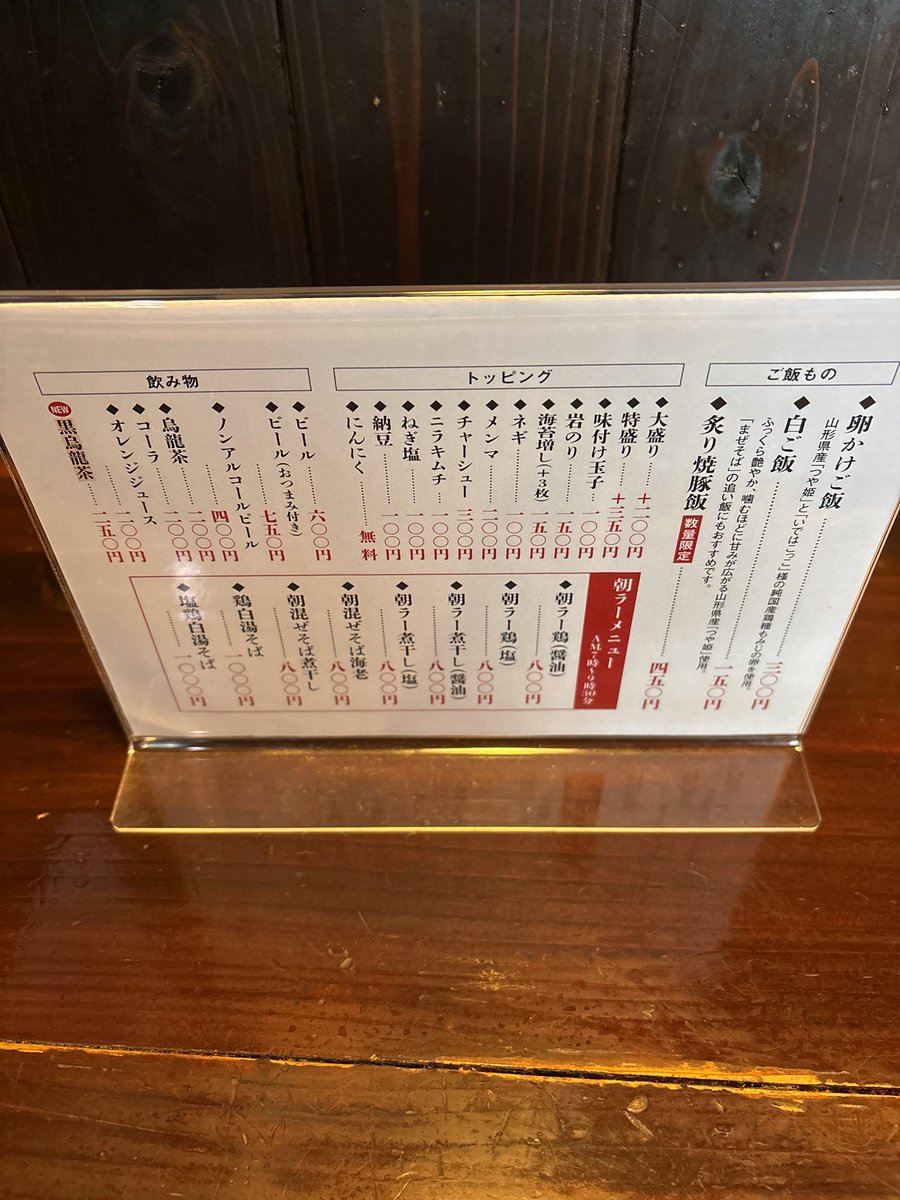 ご飯もの
◆卵かけご飯 三〇〇円
山形県産「つや姫」と「いではこっこ」様の純国産鶏種もみじの卵を使用。
◆白ご飯 一五〇円
ふっくら艶やか、噛むほどに甘みが広がる山形県産「つや姫」使用。
「まぜそば」の追い飯にもおすすめです。
◆炙り焼豚飯 数量限定 四五〇円
トッピング
◆大盛り +二〇〇円
◆特盛り +三五〇円
◆味付け玉子 一〇〇円
◆岩のり 一五〇円
◆海苔増し(+3枚) 一五〇円
◆ネギ 一〇〇円
◆メンマ 二〇〇円
◆チャーシュー 三〇〇円
◆ニラキムチ 一〇〇円
◆ねぎ塩 一〇〇円
◆納豆 一〇〇円
◆にんにく 無料
飲み物
◆ビール 六〇〇円
◆ビール(おつまみ付き) 七五〇円
◆ノンアルコールビール 四〇〇円
◆烏龍茶 二〇〇円
◆コーラ 二〇〇円
◆オレンジジュース 二〇〇円
NEW 黒烏龍茶 二五〇円
朝ラーメニュー
AM7時〜9時30分
◆朝ラー鶏(醤油) 八〇〇円
◆朝ラー鶏(塩) 八〇〇円
◆朝ラー煮干し(醤油) 八〇〇円
◆朝ラー煮干し(塩) 八〇〇円
◆朝混ぜそば海老 八〇〇円
◆朝混ぜそば煮干し 八〇〇円
◆鶏白湯そば 一〇〇〇円
◆塩鶏白湯そば 一〇〇〇円